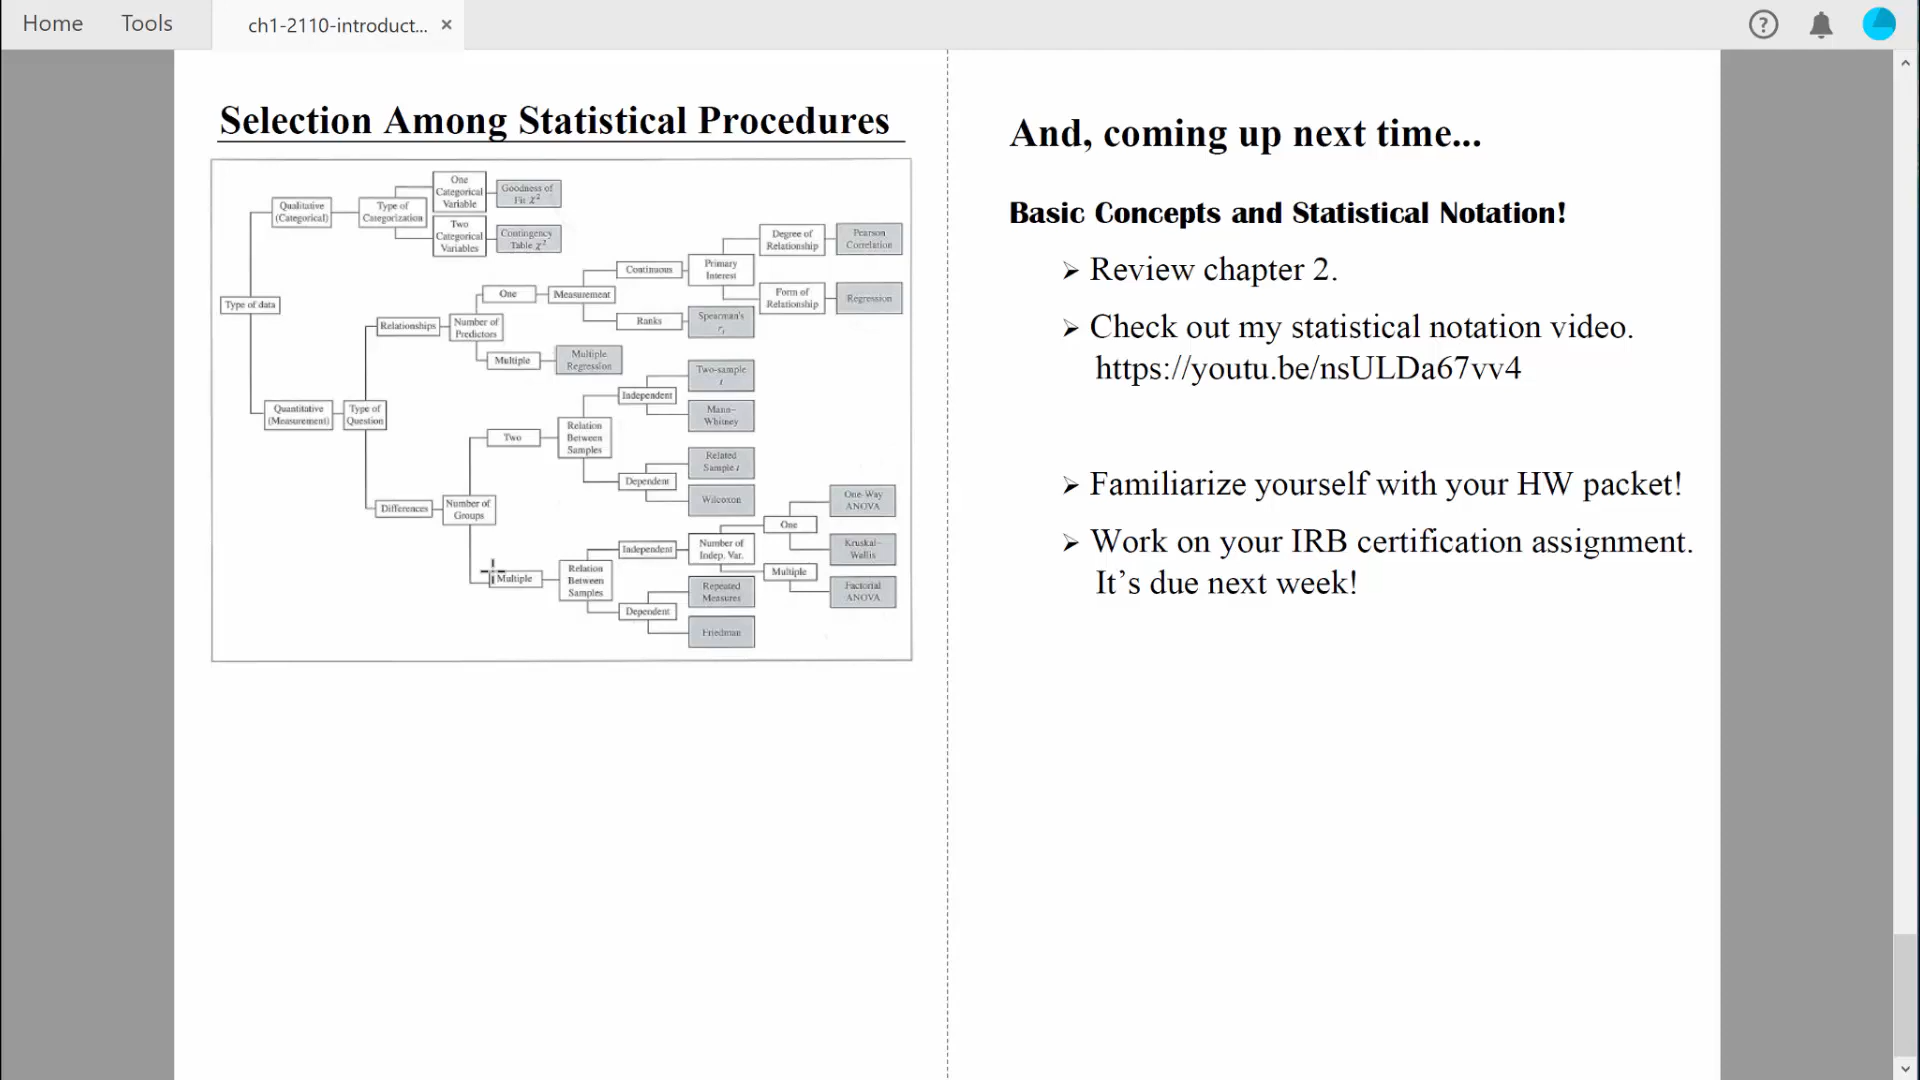 Home
Tools
ch1-2110-introduct...
Selection Among Statistical Procedures
Type of data
Qualitative
(Categorical)
Type of
Categorization
One
Categorical
Variable
Goodness of
Fit χ²
Two
Categorical
Variables
Contingency
Table χ²
Quantitative
(Measurement)
Type of
Question
Relationships
Number of
Predictors
One
Measurement
Continuous
Primary
Interest
Degree of
Relationship
Pearson
Correlation
Form of
Relationship
Regression
Ranks
Spearman's
Multiple
Multiple
Regression
Differences
Number of
Groups
Two
Relation
Between
Samples
Independent
Two-sample
t
Mann–
Whitney
Dependent
Related
Sample t
Wilcoxon
Multiple
Relation
Between
Samples
Independent
Number of
Indep. Var.
One
One-Way
ANOVA
Kruskal–
Wallis
Multiple
Factorial
ANOVA
Dependent
Repeated
Measures
Friedman
And, coming up next time...
Basic Concepts and Statistical Notation!
➢ Review chapter 2.
➢ Check out my statistical notation video.
https://youtu.be/nsULDa67vv4
➢ Familiarize yourself with your HW packet!
➢ Work on your IRB certification assignment.
It's due next week!